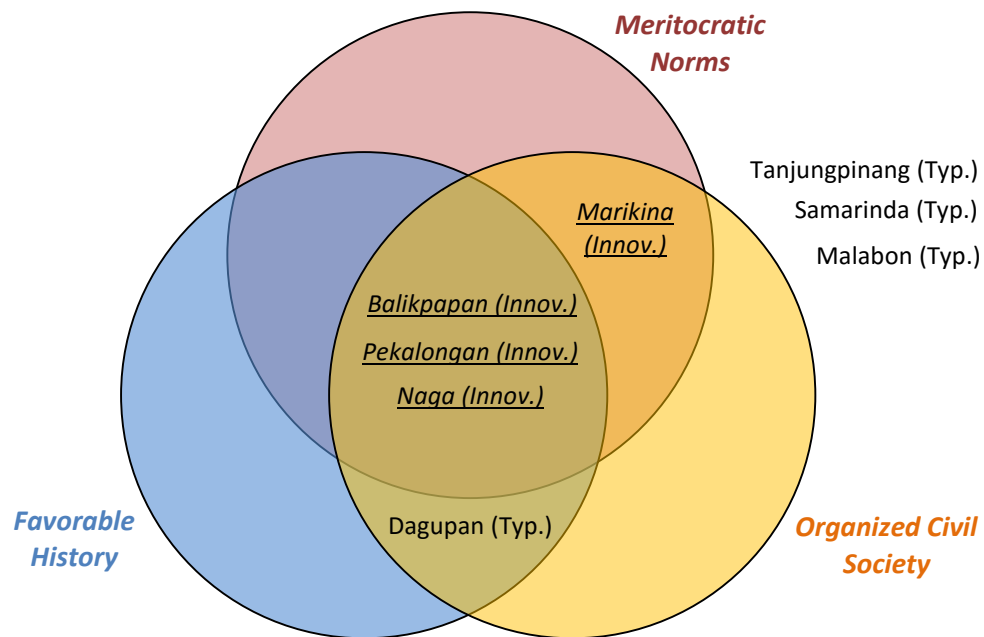 Meritocratic
Norms
Tanjungpinang (Typ.)
Samarinda (Typ.)
Malabon (Typ.)
Marikina
(Innov.)
Balikpapan (Innov.)
Pekalongan (Innov.)
Naga (Innov.)
Dagupan (Typ.)
Favorable
History
Organized Civil
Society